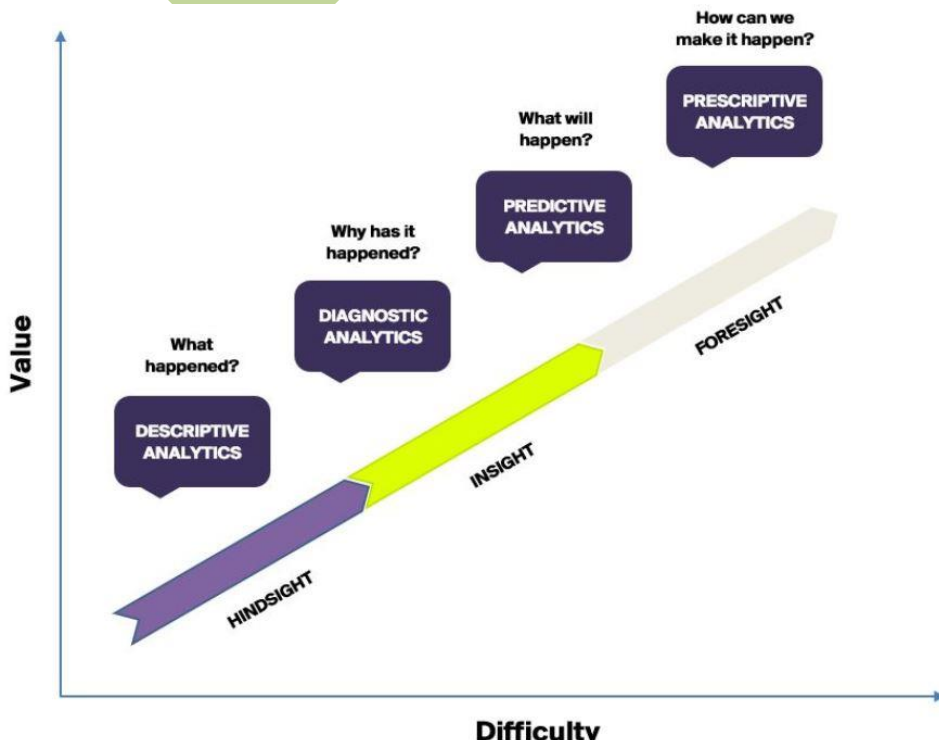 How can we
make it happen?
PRESCRIPTIVE
ANALYTICS
What will
happen?
PREDICTIVE
ANALYTICS
Why has it
happened?
DIAGNOSTIC
ANALYTICS
What
happened?
DESCRIPTIVE
ANALYTICS
Value
HINDSIGHT
INSIGHT
FORESIGHT
Difficulty